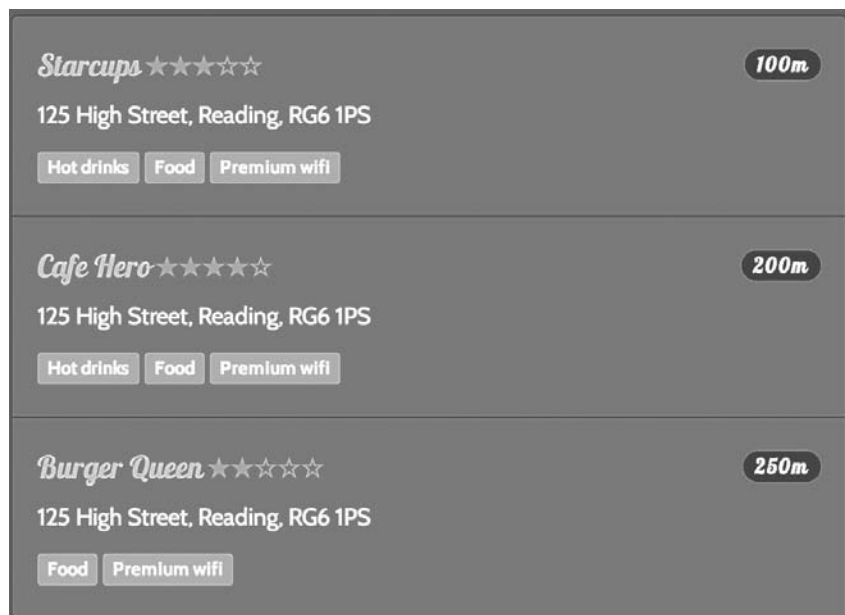 Starcups ★★★☆☆ 100m
125 High Street, Reading, RG6 1PS
Hot drinks Food Premium wifi
Cafe Hero ★★★★☆ 200m
125 High Street, Reading, RG6 1PS
Hot drinks Food Premium wifi
Burger Queen ★★☆☆☆ 250m
125 High Street, Reading, RG6 1PS
Food Premium wifi